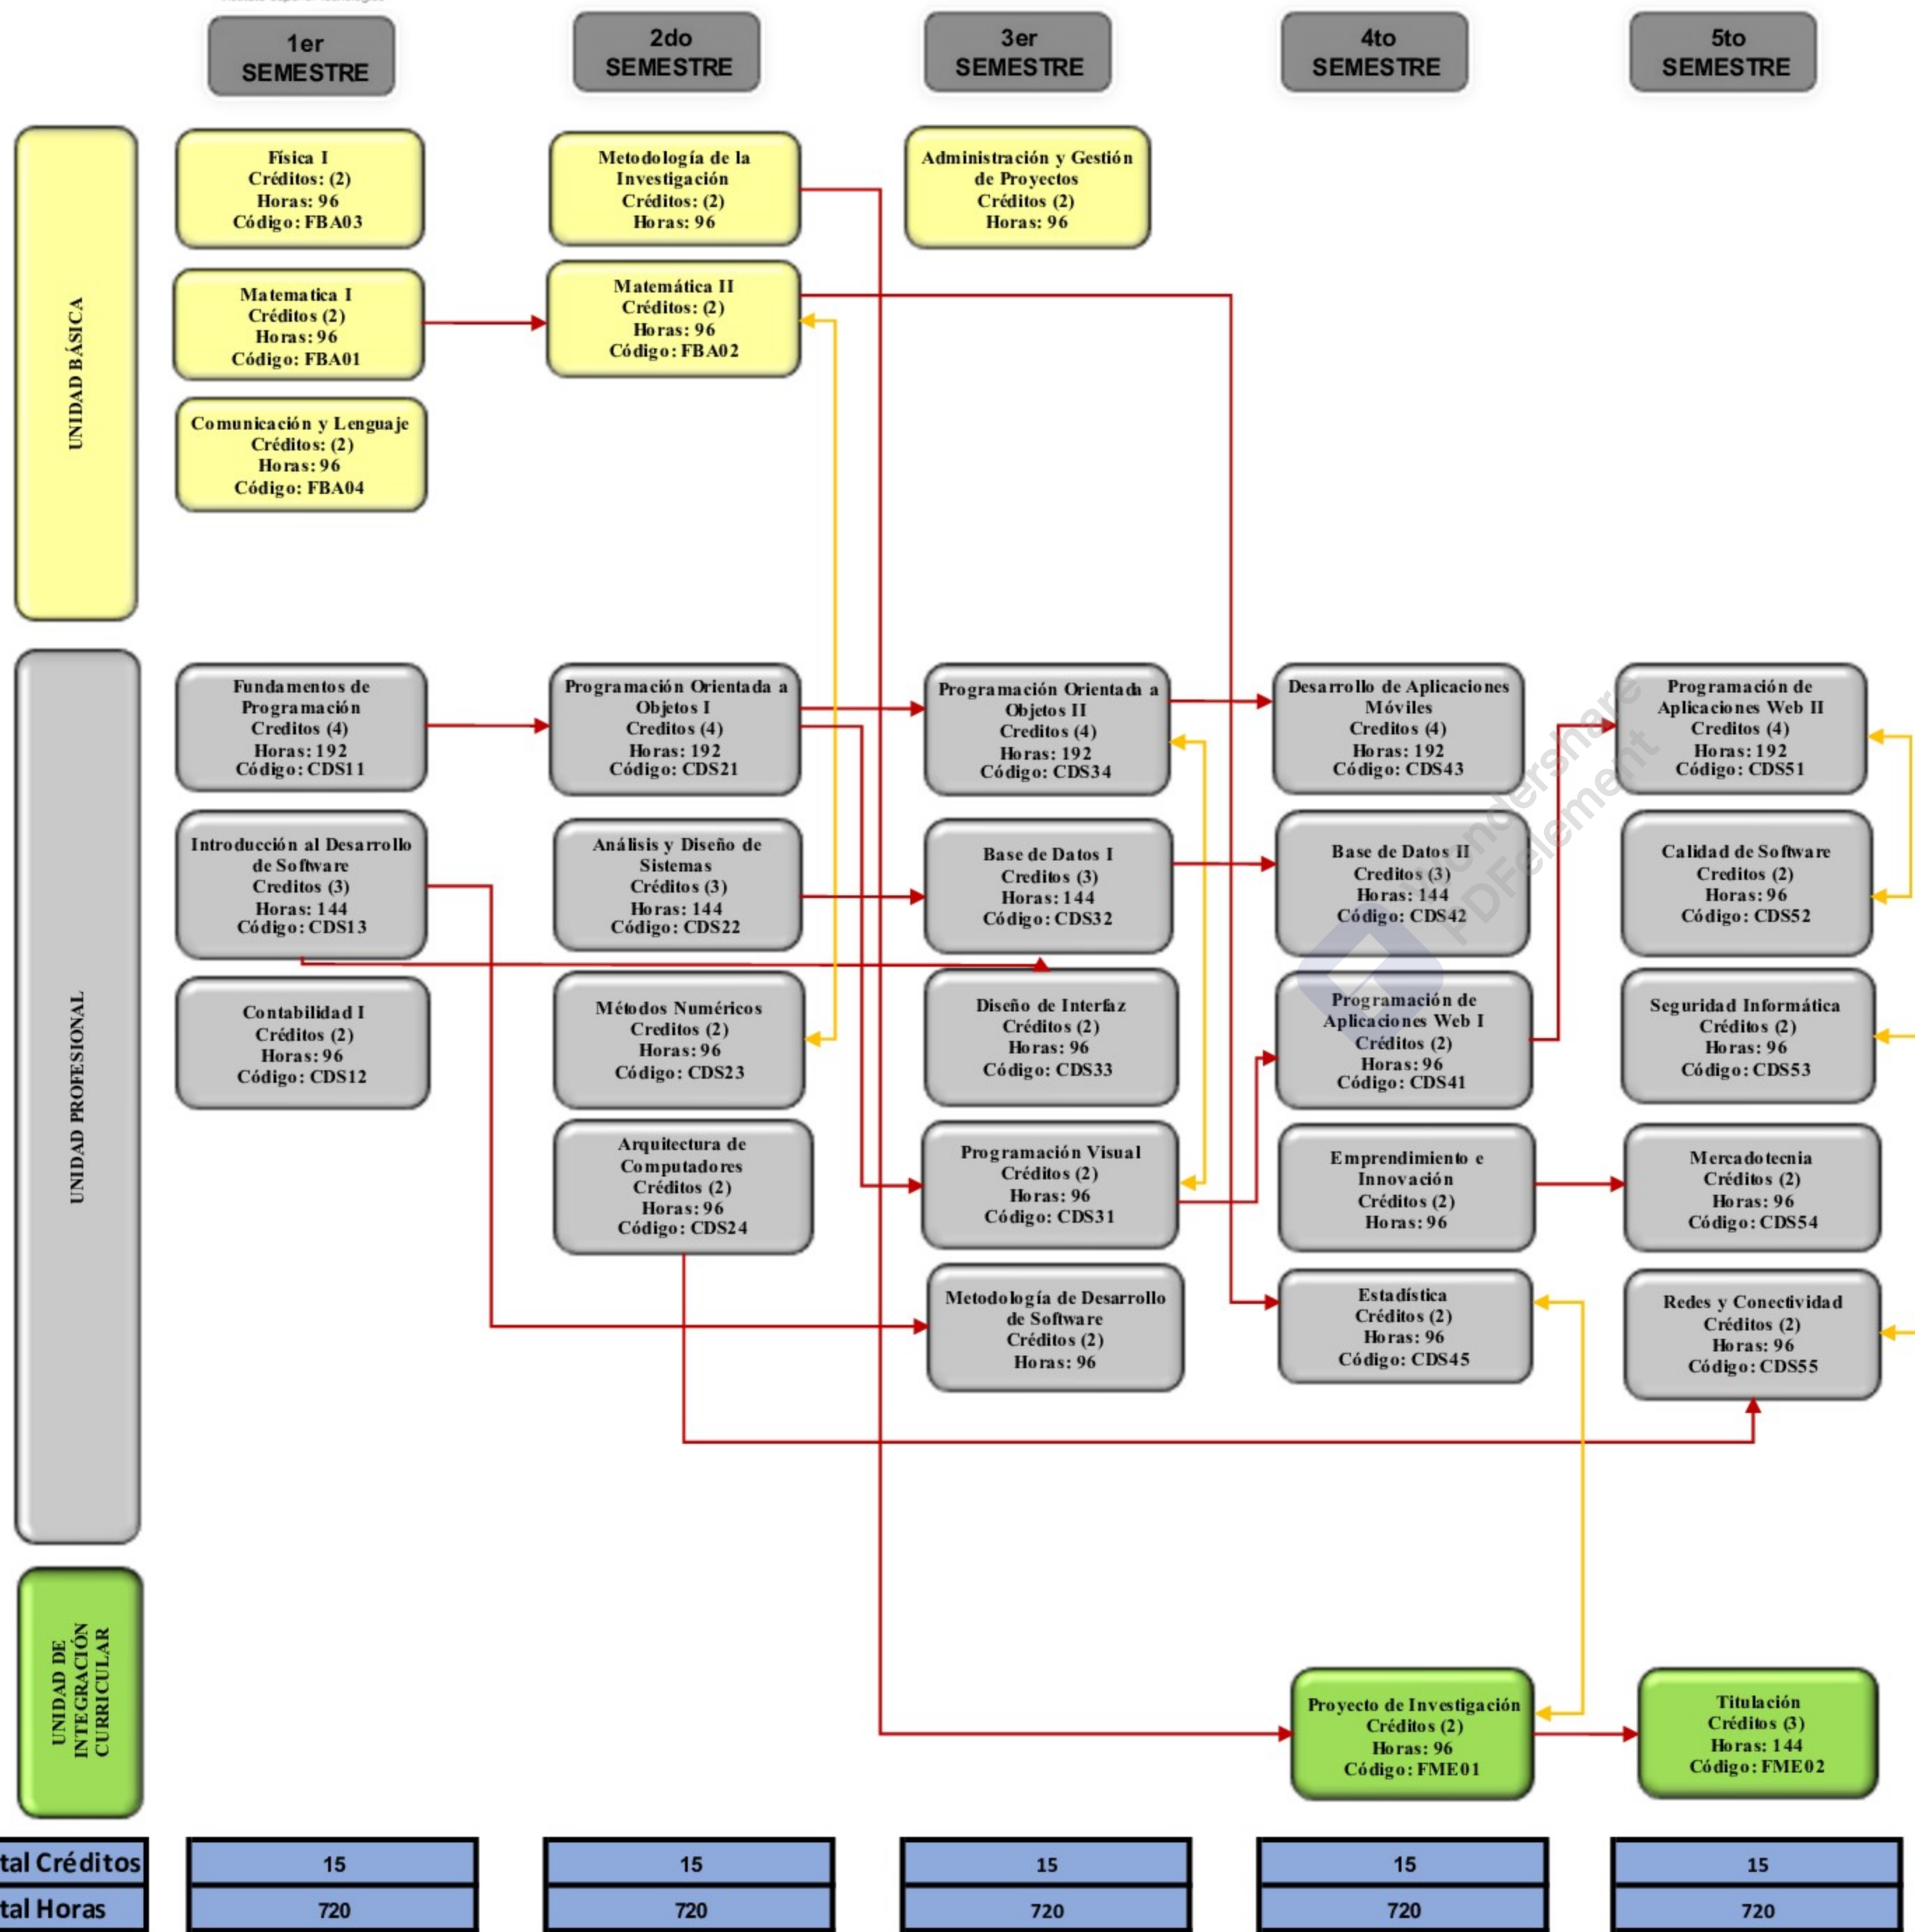 1er
SEMESTRE
2do
SEMESTRE
3er
SEMESTRE
4to
SEMESTRE
5to
SEMESTRE
UNIDAD BÁSICA
Física I
Créditos: (2)
Horas: 96
Código: FBA03
Metodología de la
Investigación
Créditos: (2)
Horas: 96
Administración y Gestión
de Proyectos
Créditos (2)
Horas: 96
Matematica I
Créditos (2)
Horas: 96
Código: FBA01
Matemática II
Créditos: (2)
Horas: 96
Código: FBA02
Comunicación y Lenguaje
Créditos: (2)
Horas: 96
Código: FBA04
UNIDAD PROFESIONAL
Fundamentos de
Programación
Creditos (4)
Horas: 192
Código: CDS11
Programación Orientada a
Objetos I
Creditos (4)
Horas: 192
Código: CDS21
Programación Orientada a
Objetos II
Creditos (4)
Horas: 192
Código: CDS34
Desarrollo de Aplicaciones
Móviles
Creditos (4)
Horas: 192
Código: CDS43
Programación de
Aplicaciones Web II
Creditos (4)
Horas: 192
Código: CDS51
Introducción al Desarrollo
de Software
Creditos (3)
Horas: 144
Código: CDS13
Análisis y Diseño de
Sistemas
Créditos (3)
Horas: 144
Código: CDS22
Base de Datos I
Creditos (3)
Horas: 144
Código: CDS32
Base de Datos II
Creditos (3)
Horas: 144
Código: CDS42
Calidad de Software
Creditos (2)
Horas: 96
Código: CDS52
Contabilidad I
Créditos (2)
Horas: 96
Código: CDS12
Métodos Numéricos
Creditos (2)
Horas: 96
Código: CDS23
Diseño de Interfaz
Créditos (2)
Horas: 96
Código: CDS33
Programación de
Aplicaciones Web I
Créditos (2)
Horas: 96
Código: CDS41
Seguridad Informática
Créditos (2)
Horas: 96
Código: CDS53
Arquitectura de
Computadores
Créditos (2)
Horas: 96
Código: CDS24
Programación Visual
Créditos (2)
Horas: 96
Código: CDS31
Emprendimiento e
Innovación
Créditos (2)
Horas: 96
Mercadotecnia
Créditos (2)
Horas: 96
Código: CDS54
Metodología de Desarrollo
de Software
Créditos (2)
Horas: 96
Estadística
Créditos (2)
Horas: 96
Código: CDS45
Redes y Conectividad
Créditos (2)
Horas: 96
Código: CDS55
Wondershare
PDFelement
UNIDAD DE
INTEGRACIÓN
CURRICULAR
Proyecto de Investigación
Créditos (2)
Horas: 96
Código: FME01
Titulación
Créditos (3)
Horas: 144
Código: FME02
tal Créditos 15 15 15 15 15
tal Horas 720 720 720 720 720